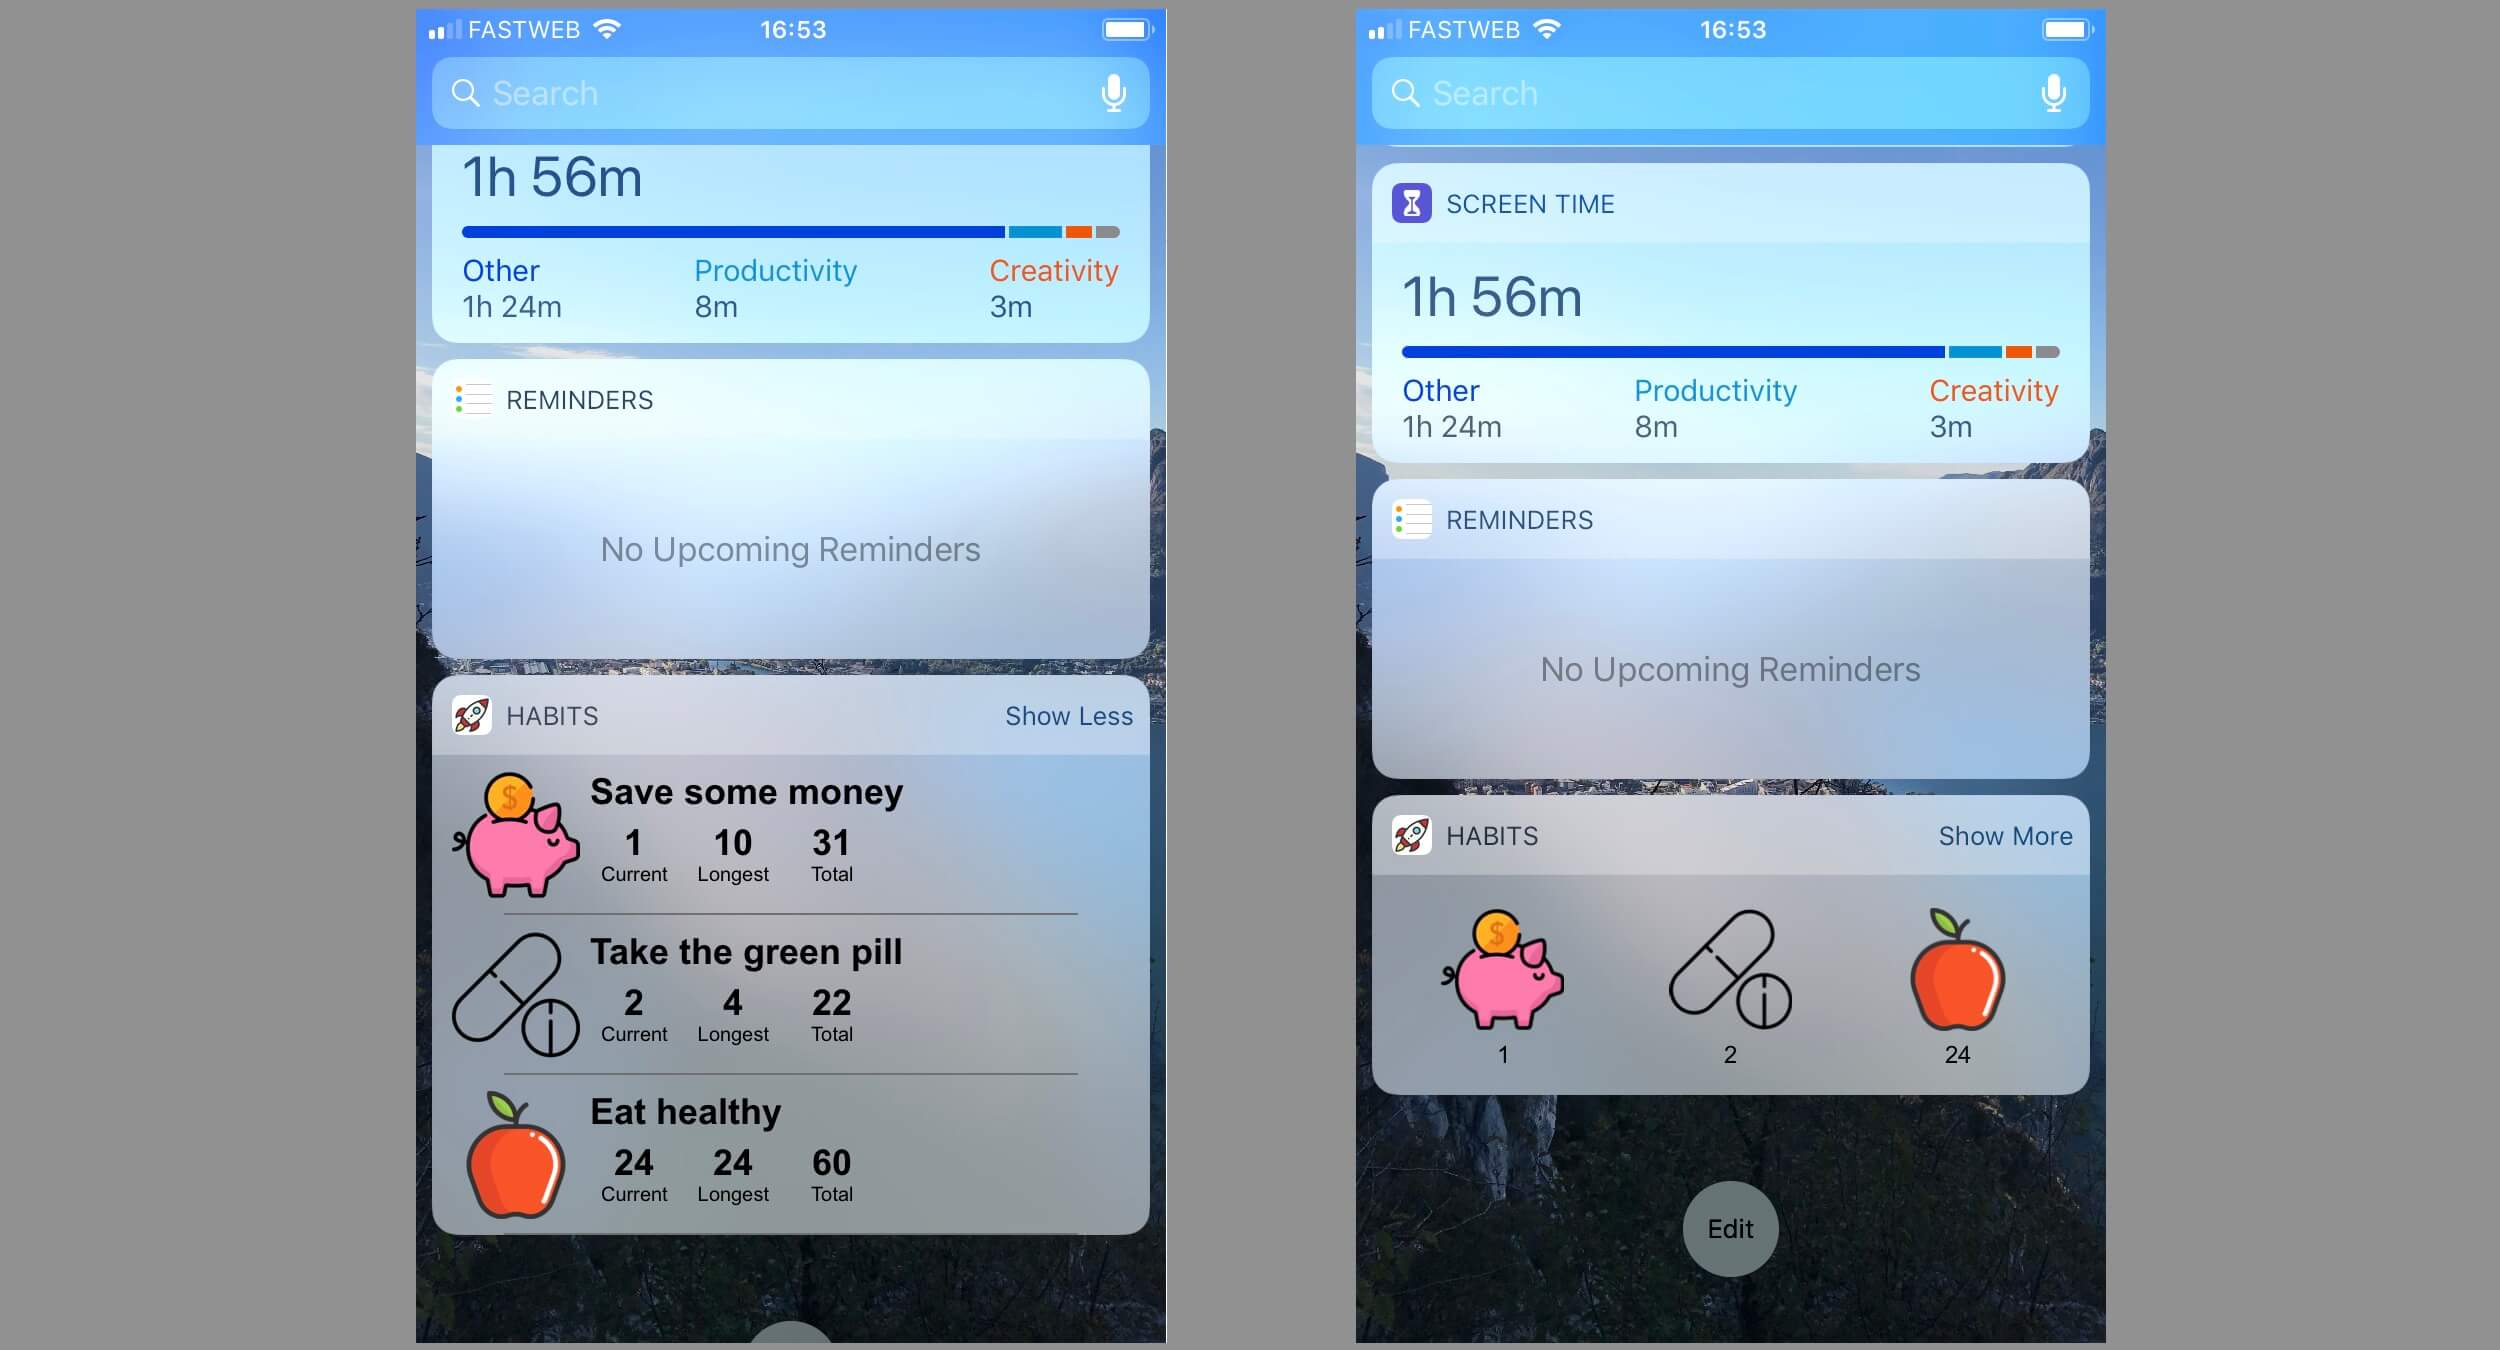 FASTWEB 16:53
Search
1h 56m
Other Productivity Creativity
1h 24m 8m 3m
REMINDERS
No Upcoming Reminders
HABITS Show Less
$
Save some money
1 10 31
Current Longest Total
Take the green pill
2 4 22
Current Longest Total
Eat healthy
24 24 60
Current Longest Total
FASTWEB 16:53
Search
SCREEN TIME
1h 56m
Other Productivity Creativity
1h 24m 8m 3m
REMINDERS
No Upcoming Reminders
HABITS Show More
$
1 2 24
Edit